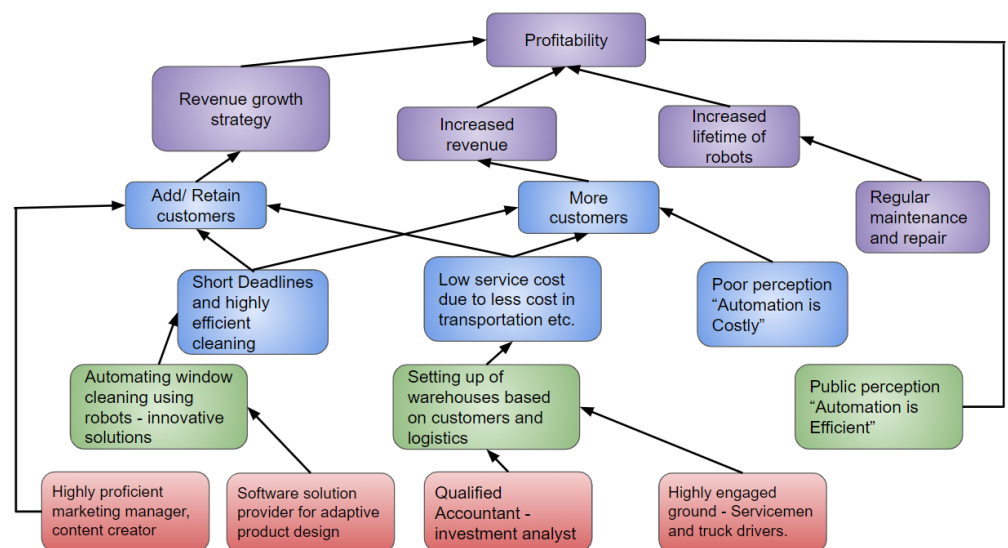 Profitability
Revenue growth
strategy
Increased
revenue
Increased
lifetime of
robots
Add/ Retain
customers
More
customers
Regular
maintenance
and repair
Short Deadlines
and highly
efficient
cleaning
Low service cost
due to less cost in
transportation etc.
Poor perception
“Automation is
Costly”
Automating window
cleaning using
robots - innovative
solutions
Setting up of
warehouses based
on customers and
logistics
Public perception
“Automation is
Efficient”
Highly proficient
marketing manager,
content creator
Software solution
provider for adaptive
product design
Qualified
Accountant -
investment analyst
Highly engaged
ground - Servicemen
and truck drivers.